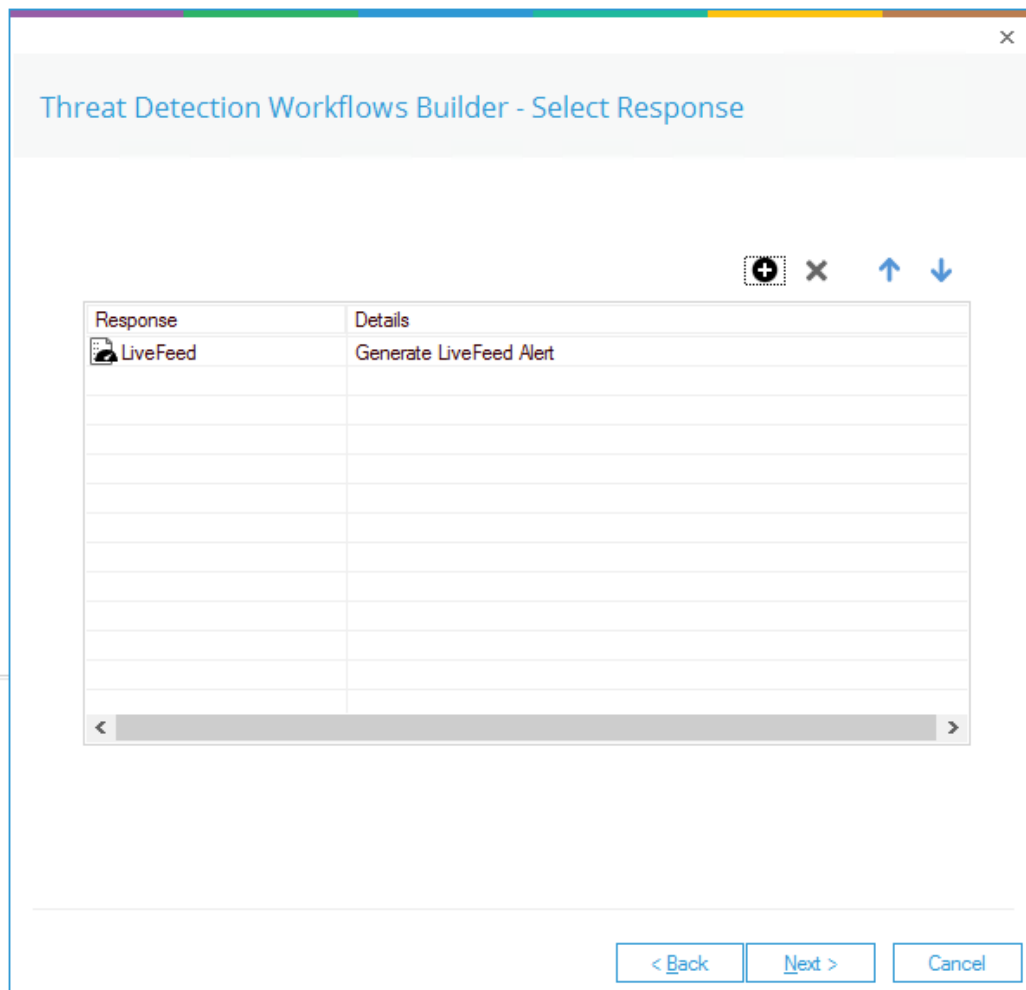 Threat Detection Workflows Builder - Select Response
Response Details
LiveFeed Generate LiveFeed Alert
< Back Next > Cancel